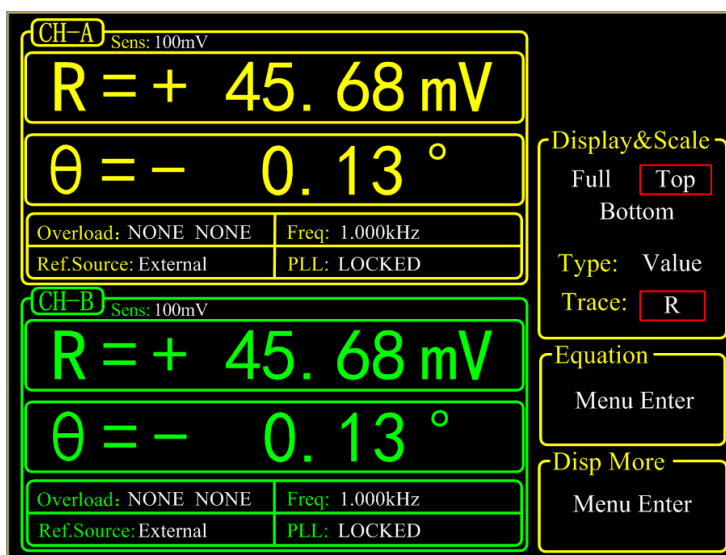 CH-A Sens: 100mV
R = + 45.68 mV
θ = - 0.13 °
Overload: NONE NONE Freq: 1.000kHz
Ref.Source: External PLL: LOCKED
CH-B Sens: 100mV
R = + 45.68 mV
θ = - 0.13 °
Overload: NONE NONE Freq: 1.000kHz
Ref.Source: External PLL: LOCKED
Display&Scale
Full Top
Bottom
Type: Value
Trace: R
Equation
Menu Enter
Disp More
Menu Enter